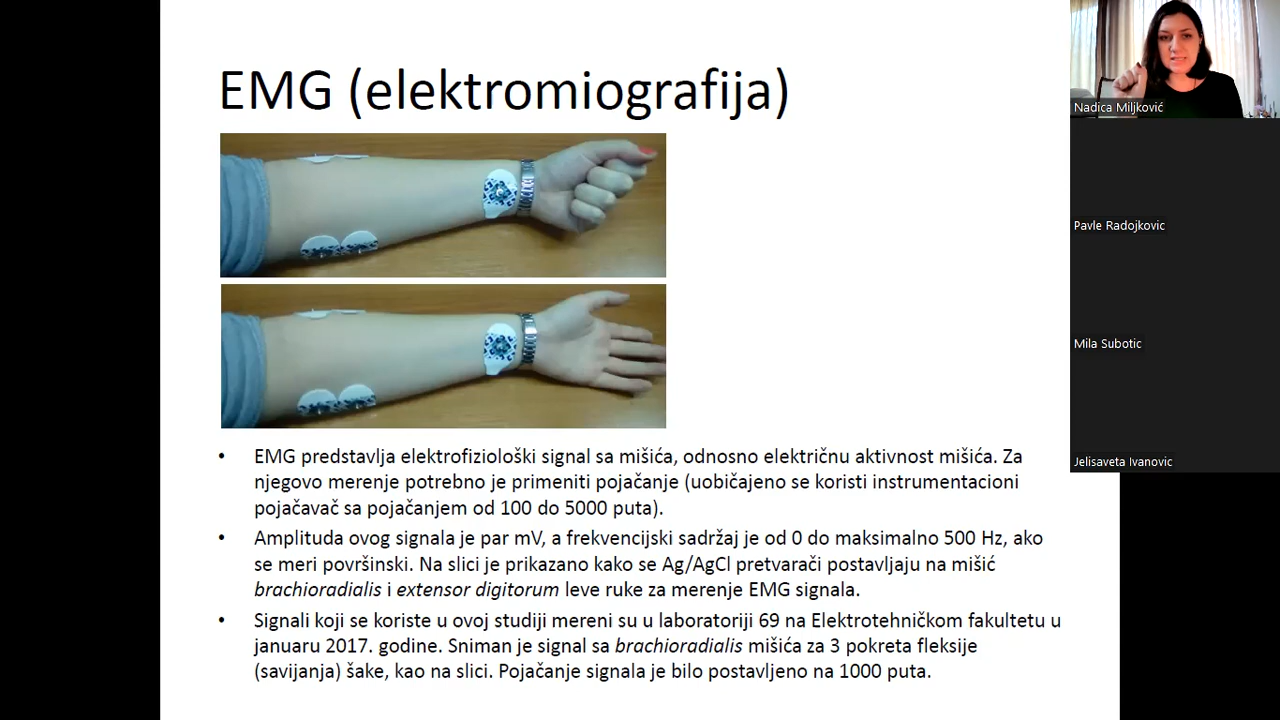 EMG (elektromiografija)
• EMG predstavlja elektrofiziološki signal sa mišića, odnosno električnu aktivnost mišića. Za
njegovo merenje potrebno je primeniti pojačanje (uobičajeno se koristi instrumentacioni
pojačavač sa pojačanjem od 100 do 5000 puta).
• Amplituda ovog signala je par mV, a frekvencijski sadržaj je od 0 do maksimalno 500 Hz, ako
se meri površinski. Na slici je prikazano kako se Ag/AgCl pretvarači postavljaju na mišić
brachioradialis i extensor digitorum leve ruke za merenje EMG signala.
• Signali koji se koriste u ovoj studiji mereni su u laboratoriji 69 na Elektrotehničkom fakultetu u
januaru 2017. godine. Sniman je signal sa brachioradialis mišića za 3 pokreta fleksije
(savijanja) šake, kao na slici. Pojačanje signala je bilo postavljeno na 1000 puta.
Nadica Miljković
Pavle Radojkovic
Mila Subotic
Jelisaveta Ivanovic